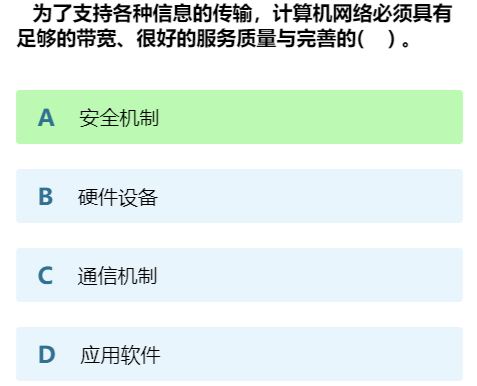 为了支持各种信息的传输，计算机网络必须具有
足够的带宽、很好的服务质量与完善的(    )。
A 安全机制
B 硬件设备
C 通信机制
D 应用软件